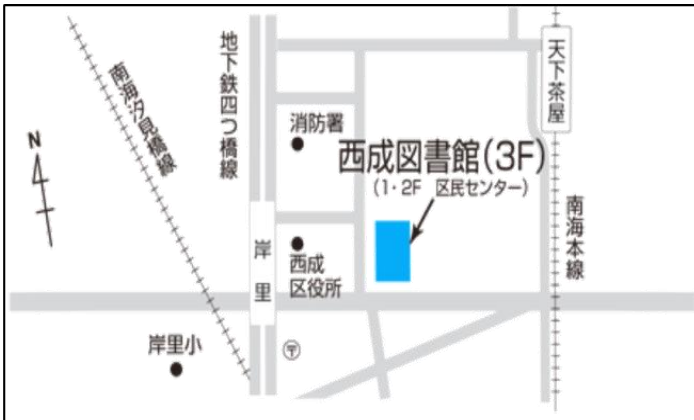 南海汐見橋線
地下鉄四つ橋線
天下茶屋
消防署
N
西成図書館(3F)
(1・2F 区民センター)
南海本線
岸里
西成
区役所
岸里小
〒